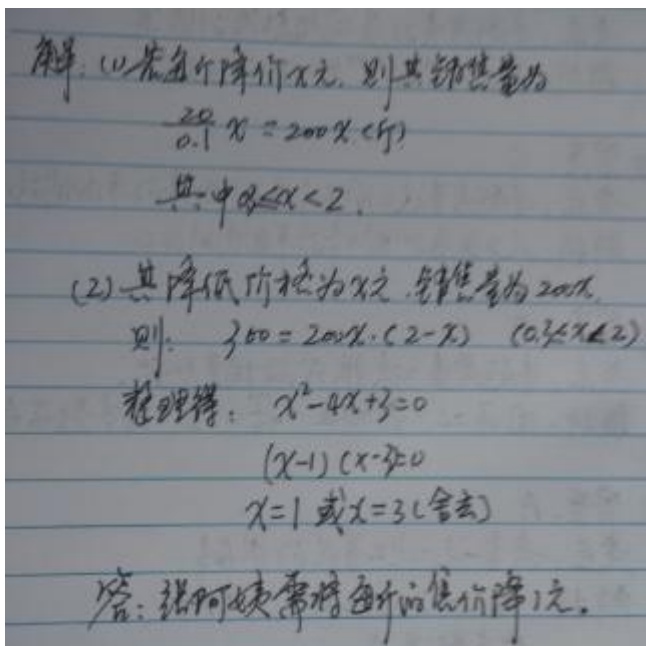 解:(1)若每斤降价x元,则其销售量为
20/0.1 x = 200x(斤)
其中 ≤x<2.
(2)其降低价格为x元.销售量为200x.
则: 300=200x·(2-x) (0.3≤x<2)
整理得: x²-4x+3=0
(x-1)(x-3)=0
x=1 或x=3(舍去)
答:张阿姨需将每斤的售价降1元.